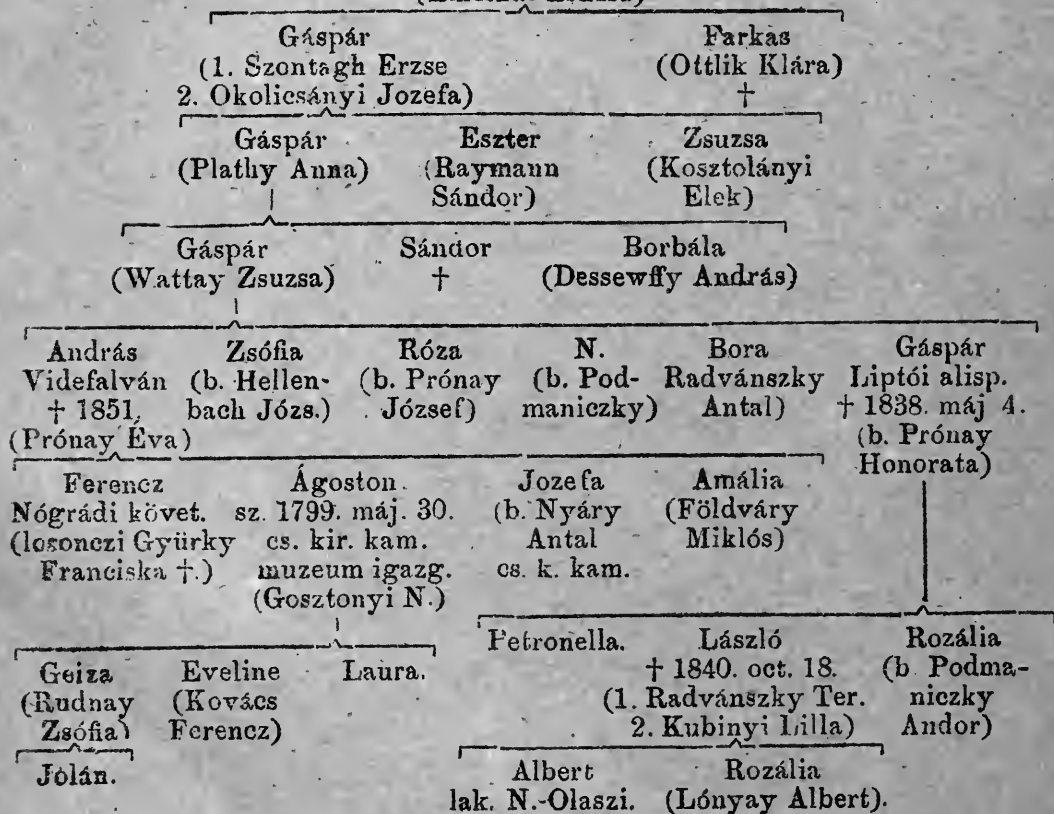 Gáspár Farkas
(1. Szontagh Erzse (Ottlik Klára)
2. Okolicsányi Jozefa) †
Gáspár Eszter Zsuzsa
(Plathy Anna) (Raymann (Kosztolányi
Sándor) Elek)
Gáspár Sándor Borbála
(Wattay Zsuzsa) † (Dessewffy András)
András Zsófia Róza N. Bora Gáspár
Videfalván (b. Hellen- (b. Prónay (b. Pod- Radvánszky Liptói alisp.
† 1851. bach Józs.) József) maniczky) Antal) † 1838. máj 4.
(Prónay Éva) (b. Prónay
Honorata)
Ferencz Ágoston. Jozefa Amália
Nógrádi követ. sz. 1799. máj. 30. (b. Nyáry (Földváry
(losonczi Gyürky cs. kir. kam. Antal Miklós)
Franciska †.) muzeum igazg. cs. k. kam.
(Gosztonyi N.)
Petronella. László Rozália
Geiza Eveline Laura. † 1840. oct. 18. (b. Podma-
(Rudnay (Kovács (1. Radvánszky Ter. niczky
Zsófia) Ferencz) 2. Kubinyi Lilla) Andor)
Jolán. Albert Rozália
lak. N.-Olaszi. (Lónyay Albert).